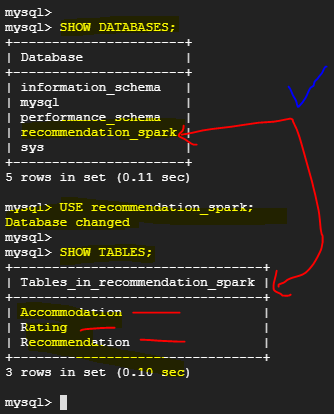 mysql>
mysql> SHOW DATABASES;
+-----------------------+
| Database              |
+-----------------------+
| information_schema    |
| mysql                 |
| performance_schema    |
| recommendation_spark  |
| sys                   |
+-----------------------+
5 rows in set (0.11 sec)

mysql> USE recommendation_spark;
Database changed
mysql>
mysql> SHOW TABLES;
+--------------------------------+
| Tables_in_recommendation_spark |
+--------------------------------+
| Accommodation                  |
| Rating                         |
| Recommendation                 |
+--------------------------------+
3 rows in set (0.10 sec)

mysql>